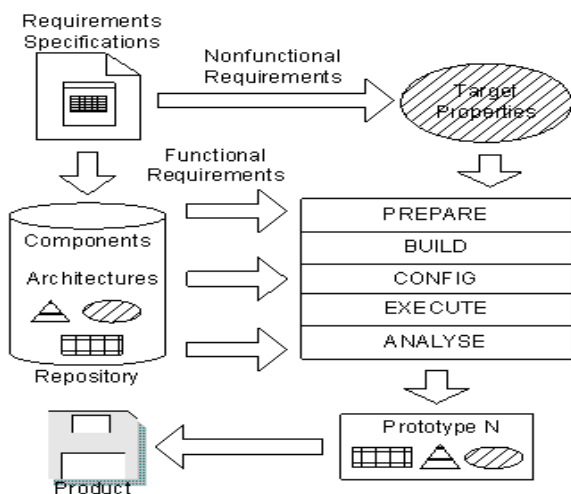 Requirements
Specifications
Nonfunctional
Requirements
Target
Properties
Functional
Requirements
Components
Architectures
Repository
PREPARE
BUILD
CONFIG
EXECUTE
ANALYSE
Prototype N
Product